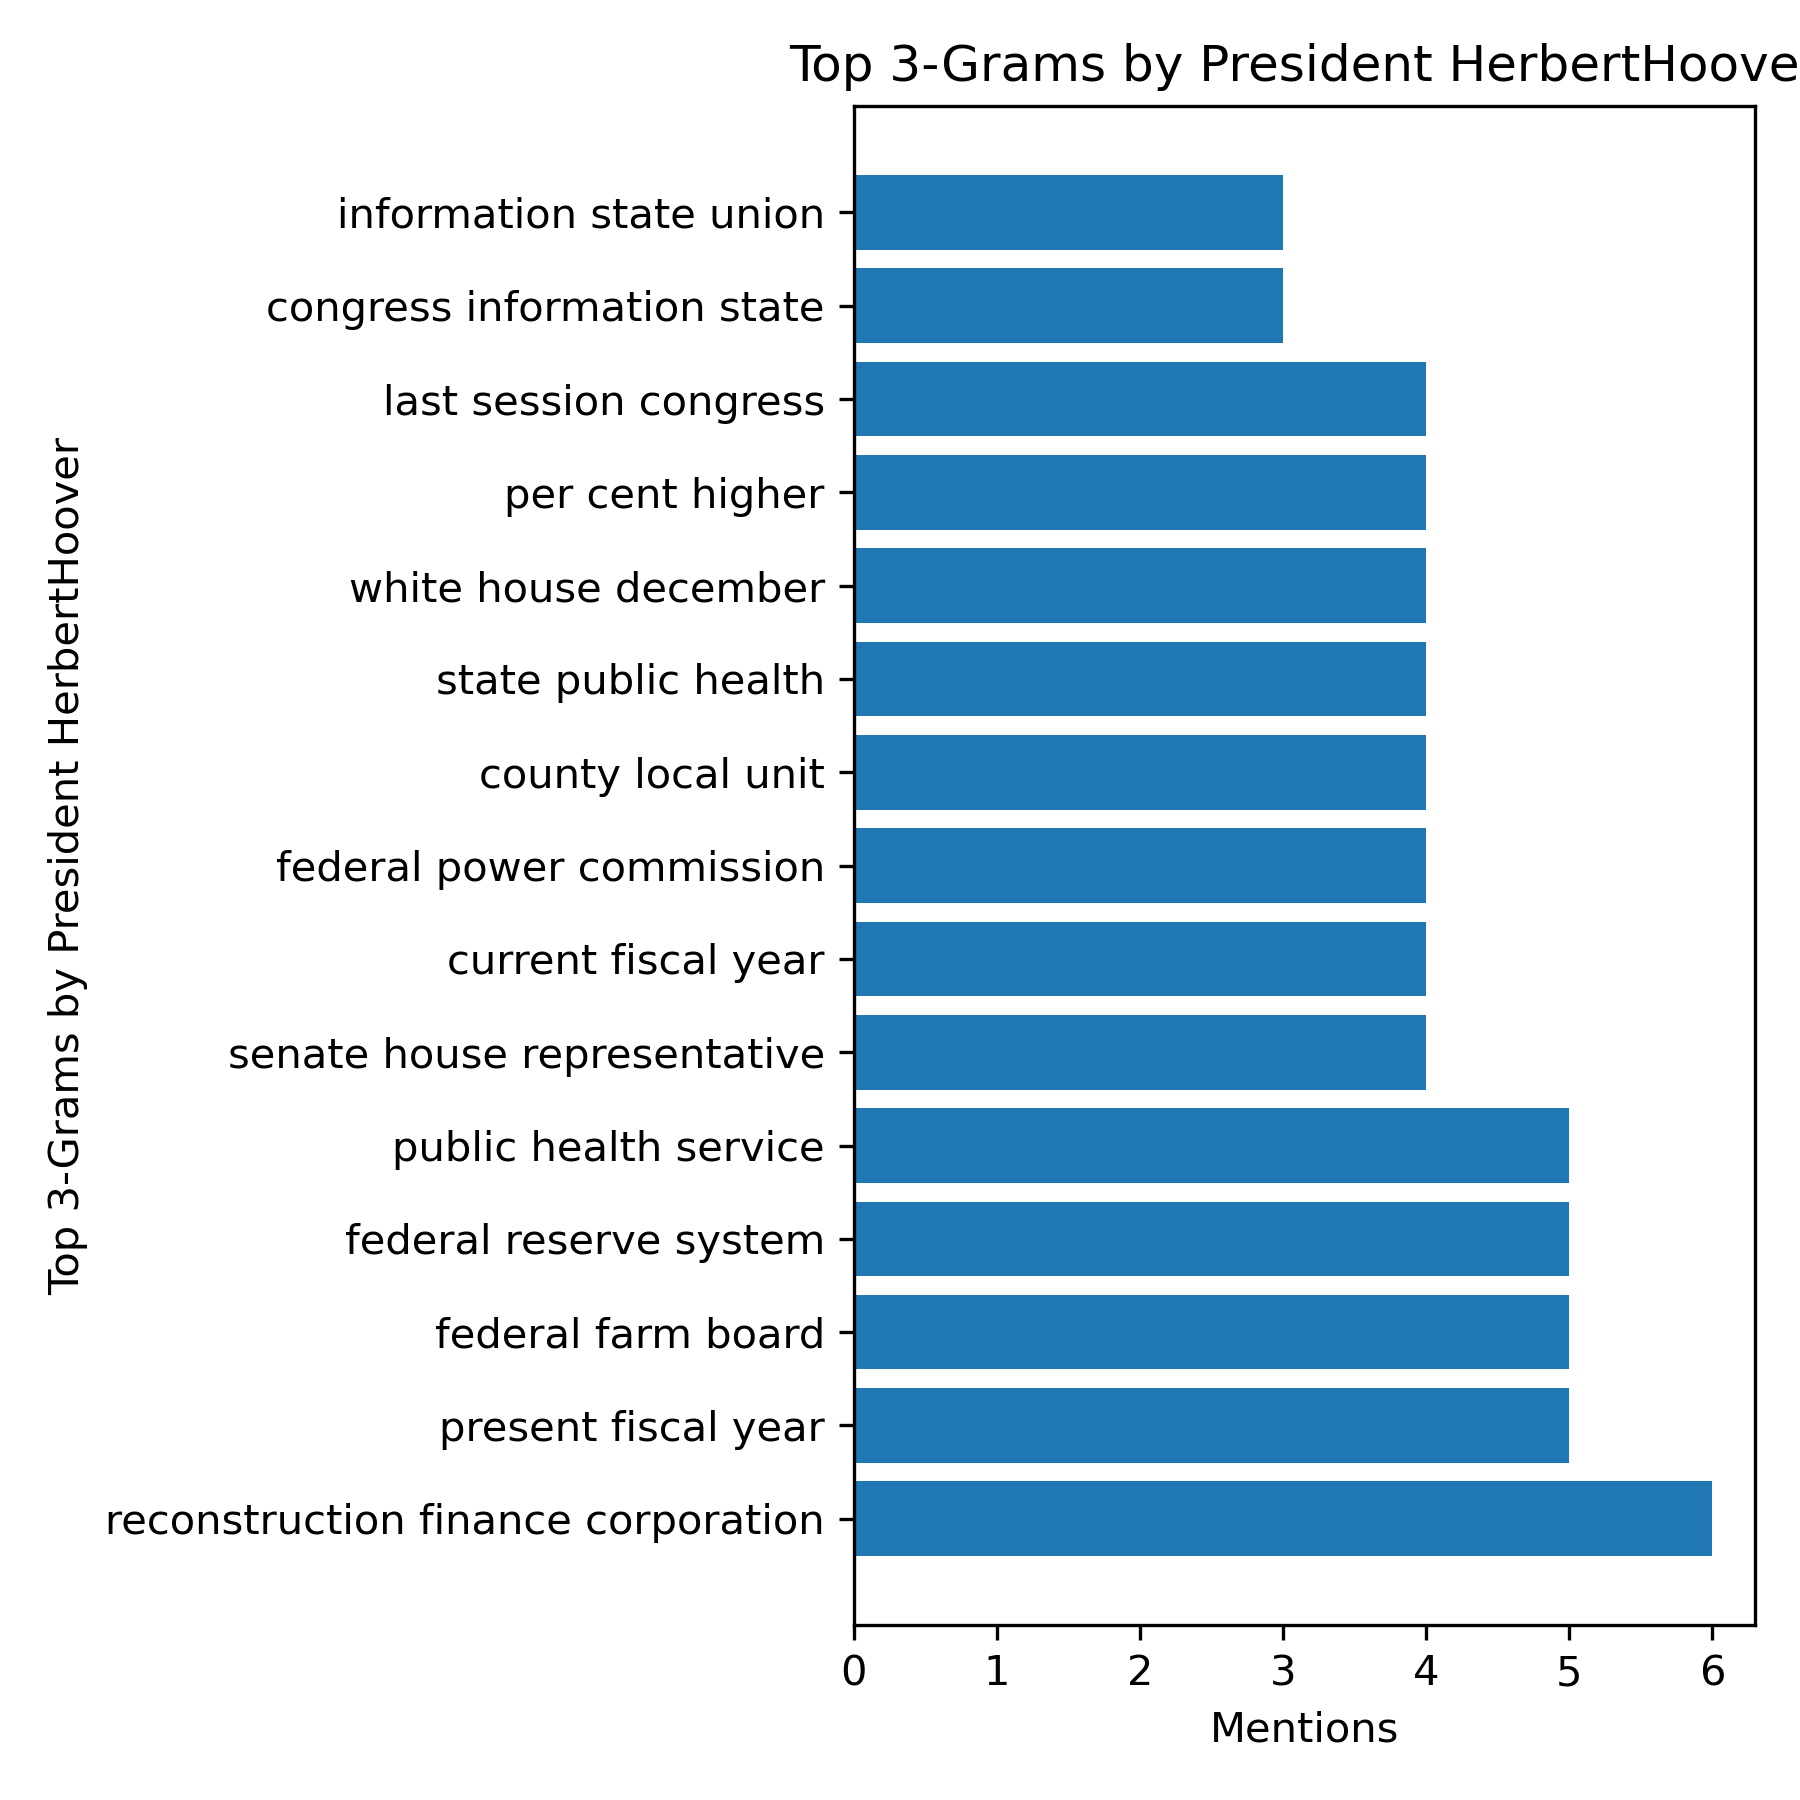 Top 3-Grams by President HerbertHoove
information state union
congress information state
last session congress
per cent higher
white house december
state public health
county local unit
federal power commission
current fiscal year
senate house representative
public health service
federal reserve system
federal farm board
present fiscal year
reconstruction finance corporation
Top 3-Grams by President HerbertHoover
0 1 2 3 4 5 6
Mentions